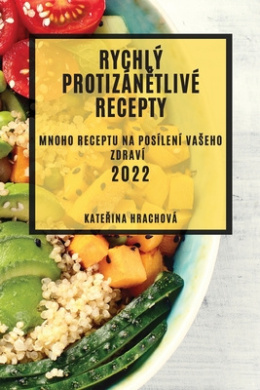 RYCHLÝ
PROTIZÁNĚTLIVÉ
RECEPTY
MNOHO RECEPTU NA POSÍLENÍ VAŠEHO
ZDRAVÍ
2022
KATEŘINA HRACHOVÁ